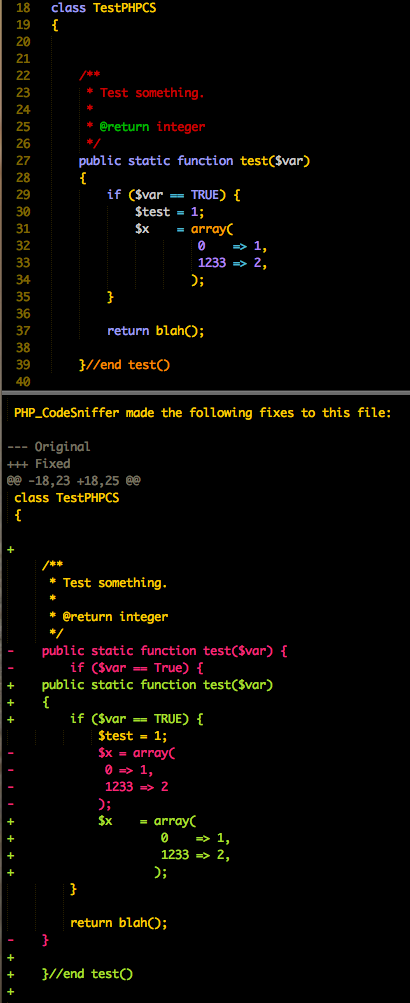 18 class TestPHPCS
19 {
20
21
22     /**
23      * Test something.
24      *
25      * @return integer
26      */
27     public static function test($var)
28     {
29         if ($var == TRUE) {
30             $test = 1;
31             $x    = array(
32                      0    => 1,
33                      1233 => 2,
34                     );
35         }
36
37         return blah();
38
39     }//end test()
40
PHP_CodeSniffer made the following fixes to this file:
--- Original
+++ Fixed
@@ -18,23 +18,25 @@
 class TestPHPCS
 {
+
     /**
      * Test something.
      *
      * @return integer
      */
-    public static function test($var) {
-        if ($var == True) {
+    public static function test($var)
+    {
+        if ($var == TRUE) {
             $test = 1;
-            $x = array(
-             0 => 1,
-             1233 => 2
-            );
+            $x    = array(
+                     0    => 1,
+                     1233 => 2,
+                    );
         }
         return blah();
-    }
+
+    }//end test()
+